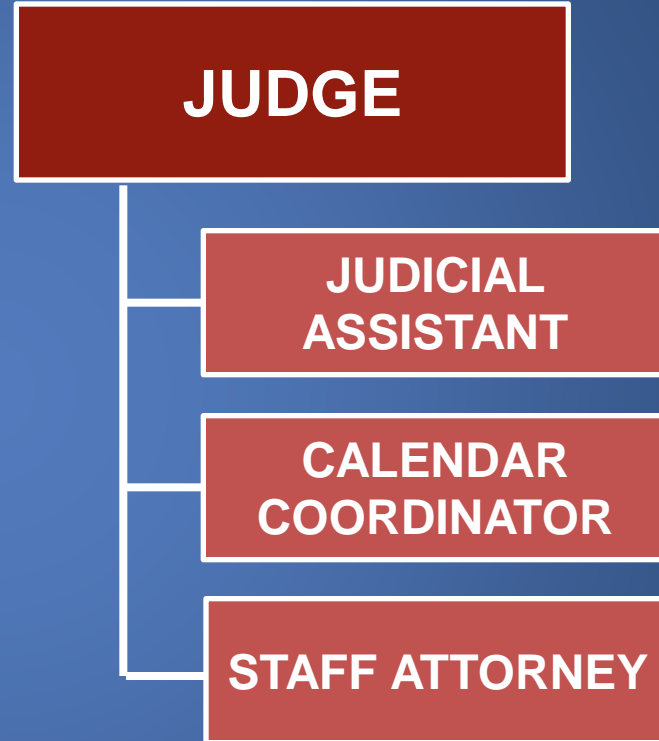 JUDGE
JUDICIAL
ASSISTANT
CALENDAR
COORDINATOR
STAFF ATTORNEY